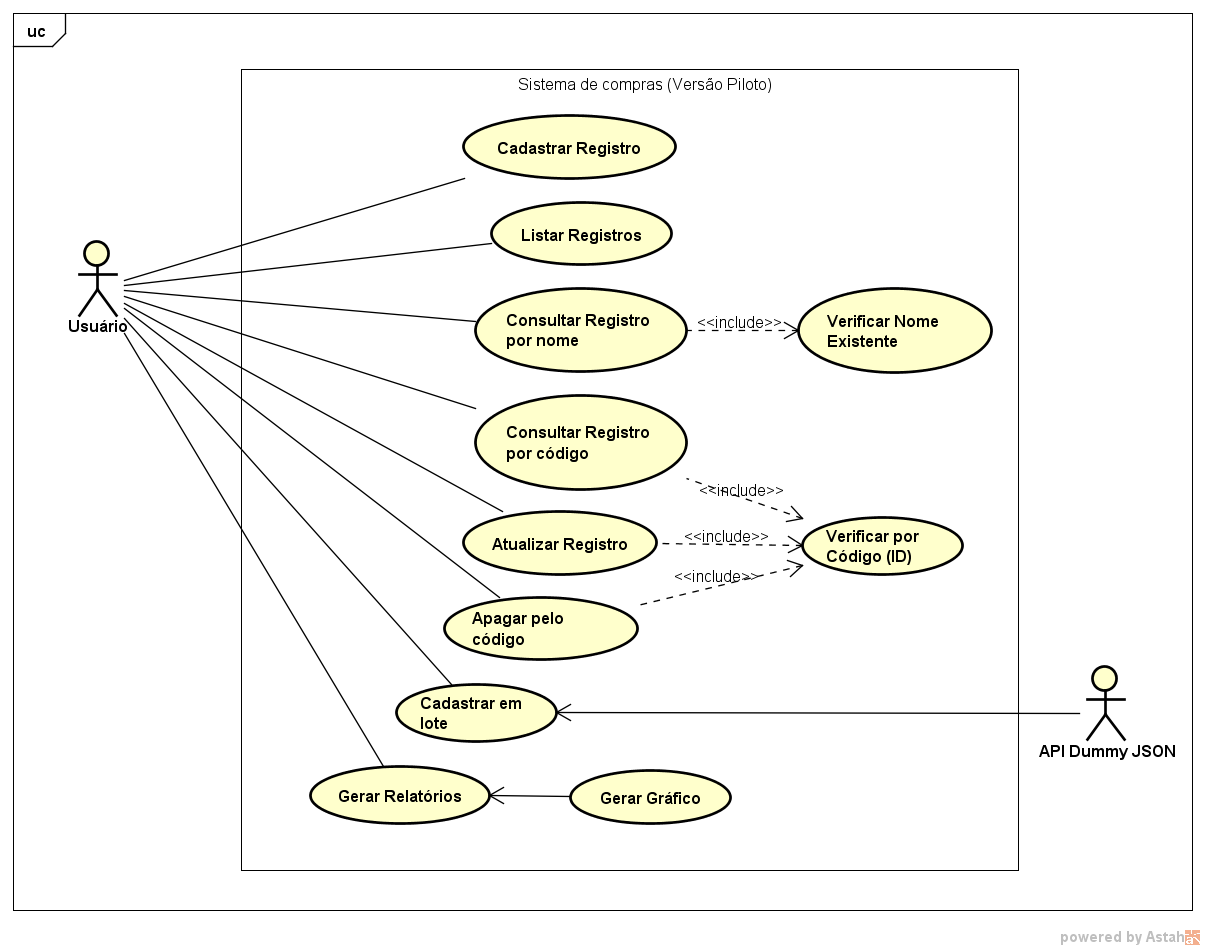 uc
Sistema de compras (Versão Piloto)
Cadastrar Registro
Listar Registros
Consultar Registro
por nome
<<include>>
Verificar Nome
Existente
Usuário
Consultar Registro
por código
<<include>>
Atualizar Registro
<<include>>
Verificar por
Código (ID)
<<include>>
Apagar pelo
código
Cadastrar em
lote
API Dummy JSON
Gerar Relatórios
Gerar Gráfico
powered by Astah